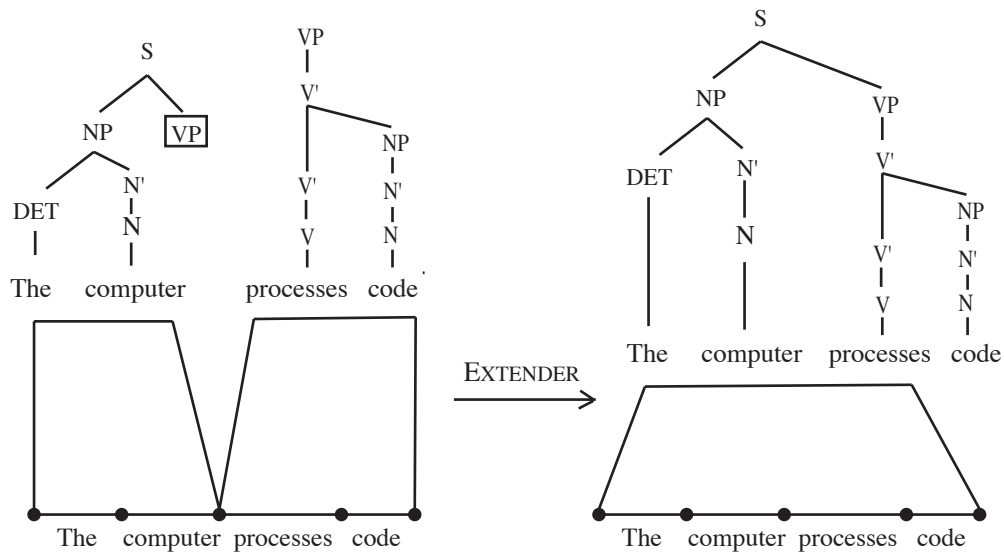 S
VP
NP
VP
V'
NP
DET
N'
V'
N'
N
V
N
The computer
processes code
EXTENDER
The computer processes code
S
NP
VP
DET
N'
V'
NP
N
V'
N'
V
N
The computer processes code
The computer processes code